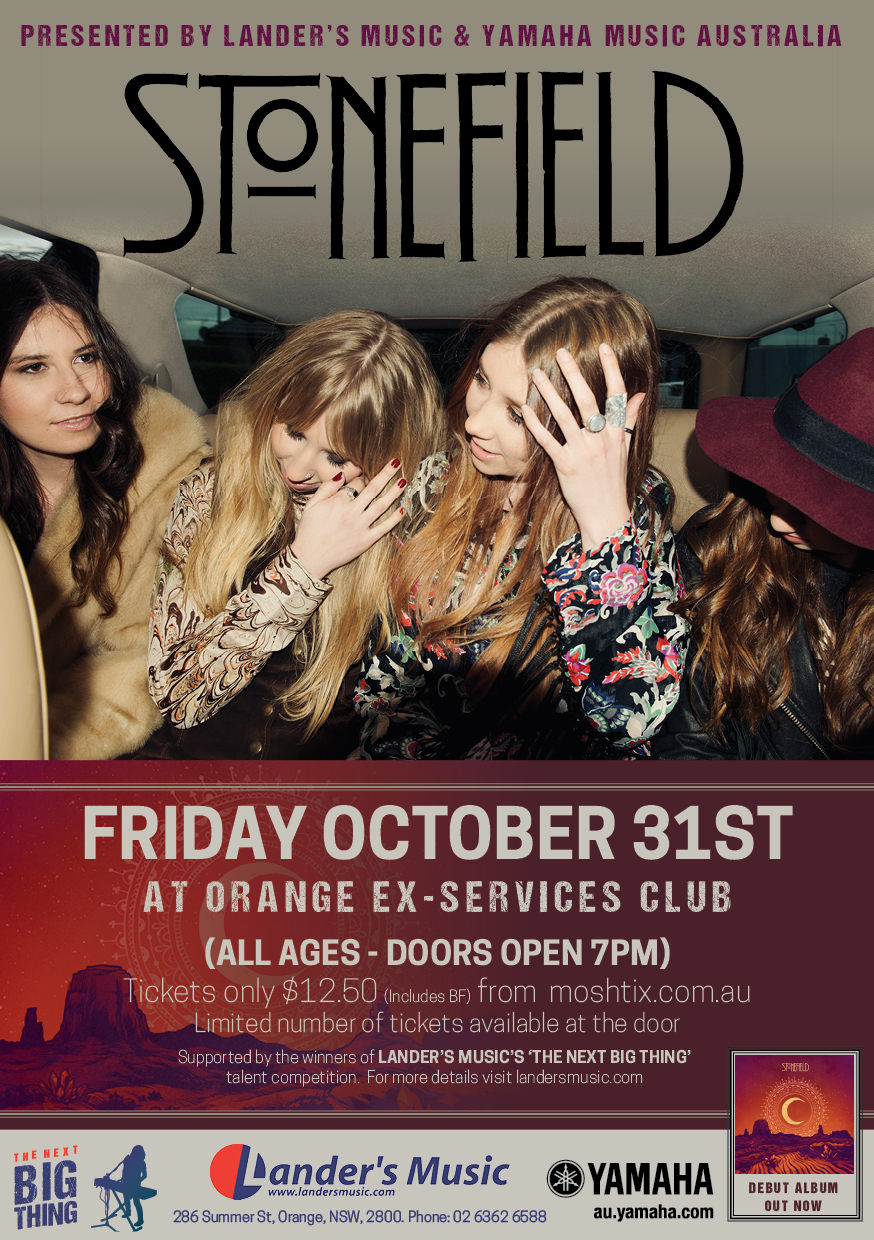 PRESENTED BY LANDER'S MUSIC & YAMAHA MUSIC AUSTRALIA
STONEFIELD
FRIDAY OCTOBER 31ST
AT ORANGE EX-SERVICES CLUB
(ALL AGES - DOORS OPEN 7PM)
Tickets only $12.50 (Includes BF) from moshtix.com.au
Limited number of tickets available at the door
Supported by the winners of LANDER'S MUSIC'S 'THE NEXT BIG THING'
talent competition. For more details visit landersmusic.com
STONEFIELD
DEBUT ALBUM
OUT NOW
THE NEXT
BIG
THING
Lander's Music
www.landersmusic.com
286 Summer St, Orange, NSW, 2800. Phone: 02 6362 6588
YAMAHA
au.yamaha.com